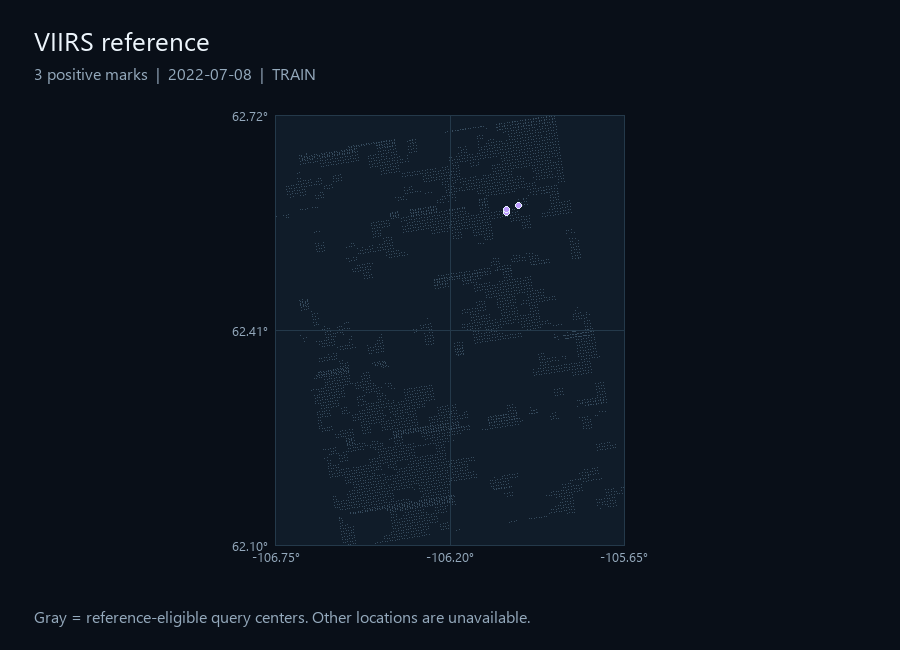 VIIRS reference
3 positive marks | 2022-07-08 | TRAIN
62.72°
62.41°
62.10°
-106.75°
-106.20°
-105.65°
Gray = reference-eligible query centers. Other locations are unavailable.